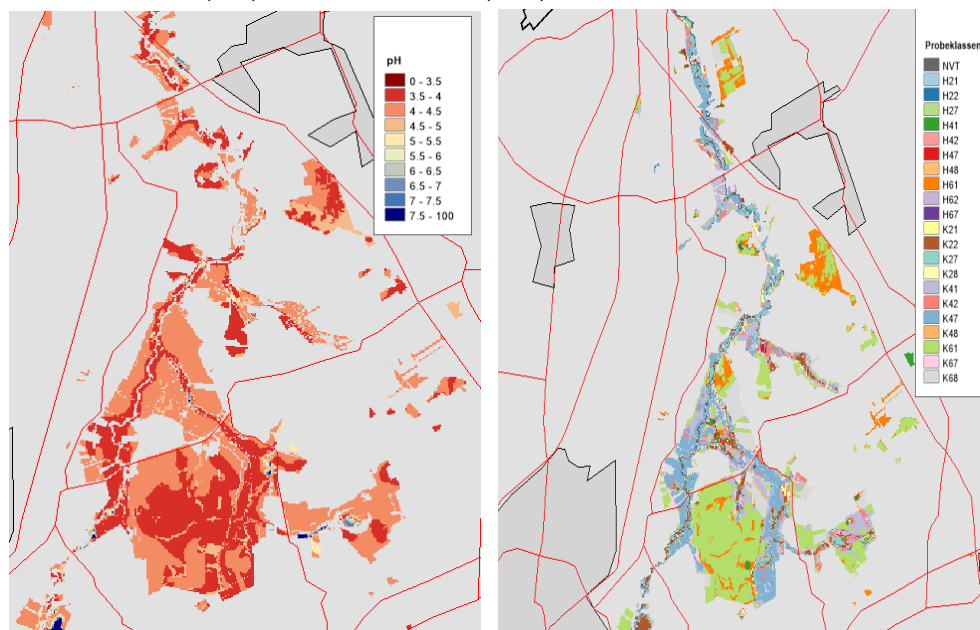 pH
0 - 3.5
3.5 - 4
4 - 4.5
4.5 - 5
5 - 5.5
5.5 - 6
6 - 6.5
6.5 - 7
7 - 7.5
7.5 - 100
Probeklassen
NVT
H21
H22
H27
H41
H42
H47
H48
H61
H62
H67
K21
K22
K27
K28
K41
K42
K47
K48
K61
K67
K68